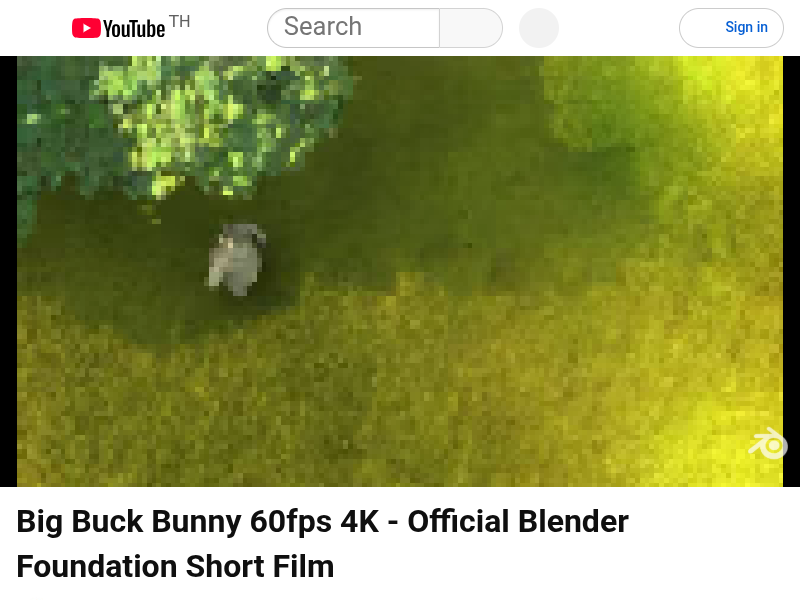 YouTube TH
Search
Sign in
Big Buck Bunny 60fps 4K - Official Blender
Foundation Short Film